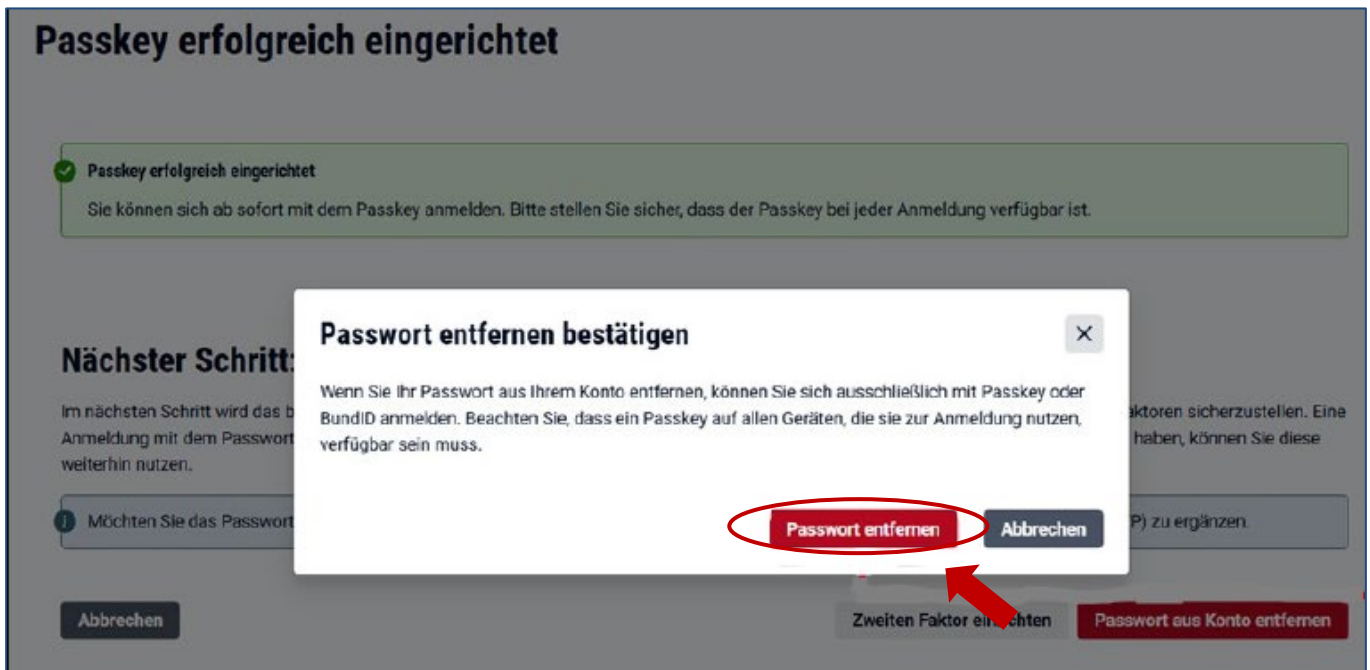 Passkey erfolgreich eingerichtet
Passkey erfolgreich eingerichtet
Sie können sich ab sofort mit dem Passkey anmelden. Bitte stellen Sie sicher, dass der Passkey bei jeder Anmeldung verfügbar ist.
Passwort entfernen bestätigen
Wenn Sie Ihr Passwort aus Ihrem Konto entfernen, können Sie sich ausschließlich mit Passkey oder
BundID anmelden. Beachten Sie, dass ein Passkey auf allen Geräten, die sie zur Anmeldung nutzen,
verfügbar sein muss.
Passwort entfernen Abbrechen
Nächster Schritt:
Im nächsten Schritt wird das b aktoren sicherzustellen. Eine
Anmeldung mit dem Passwort haben, können Sie diese
weiterhin nutzen.
Möchten Sie das Passwort P) zu ergänzen.
Abbrechen Zweiten Faktor Passwort aus Konto entfernen